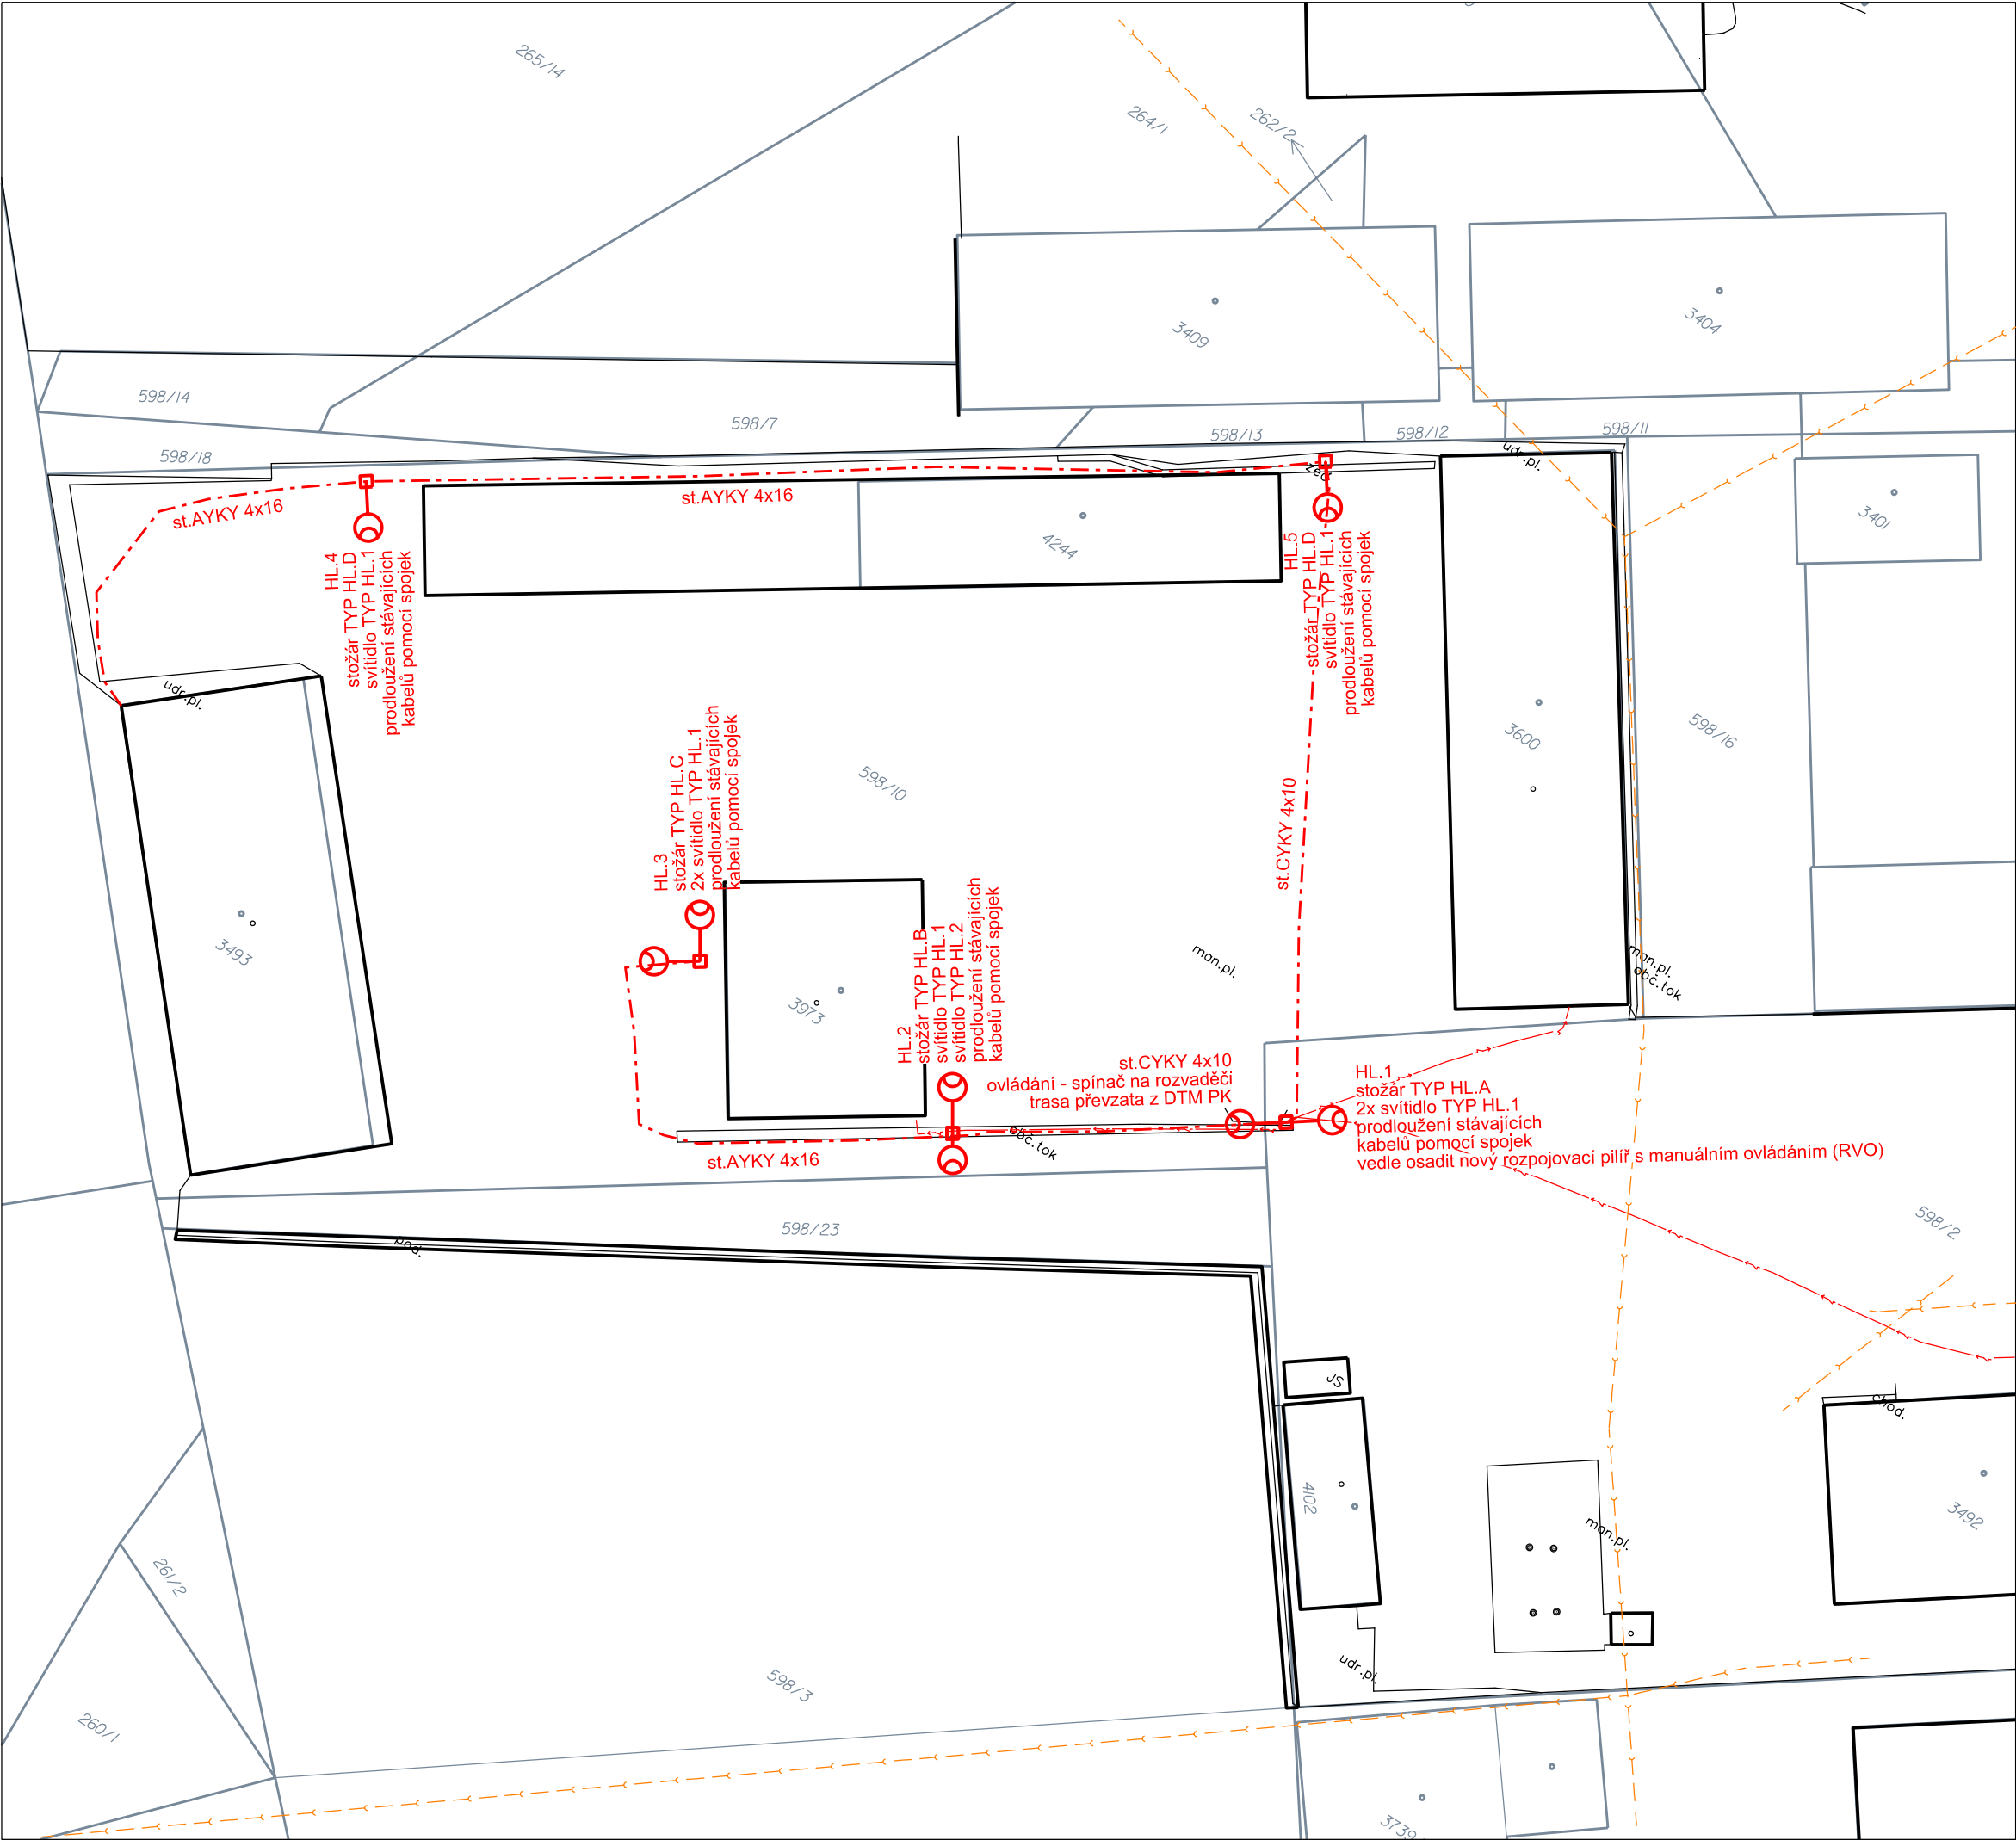 265/14
264/1
262/2
3409
3404
598/14
598/7
598/13
598/12
598/11
598/18
udr.pl.
zeď
st.AYKY 4x16
st.AYKY 4x16
4244
3401
HL.4
stožár TYP HL.D
svítidlo TYP HL.1
prodloužení stávajících
kabelů pomocí spojek
HL.5
stožár TYP HL.D
svítidlo TYP HL.1
prodloužení stávajících
kabelů pomocí spojek
udr.pl.
3600
598/16
598/10
HL.3
stožár TYP HL.C
2x svítidlo TYP HL.1
prodloužení stávajících
kabelů pomocí spojek
st.CYKY 4x10
3493
3973
man.pl.
man.pl.
obč.tok
HL.2
stožár TYP HL.B
svítidlo TYP HL.1
svítidlo TYP HL.2
prodloužení stávajících
kabelů pomocí spojek
st.CYKY 4x10
ovládání - spínač na rozvaděči
trasa převzata z DTM PK
HL.1
stožár TYP HL.A
2x svítidlo TYP HL.1
prodloužení stávajících
kabelů pomocí spojek
vedle osadit nový rozpojovací pilíř s manuálním ovládáním (RVO)
obč.tok
st.AYKY 4x16
598/23
598/2
pod.
JS
chod.
4102
3492
man.pl.
261/2
udr.pl.
598/3
260/1
3739